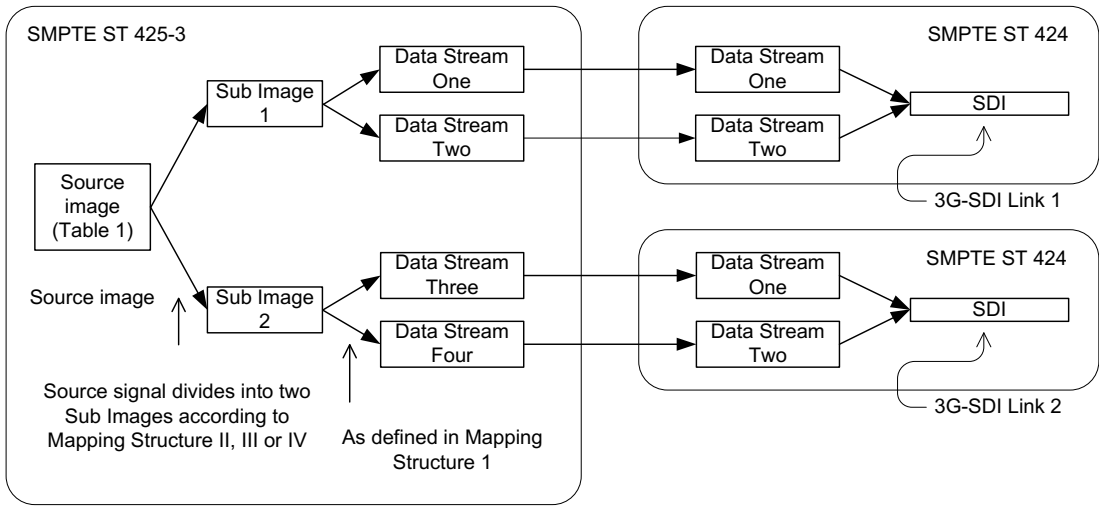 SMPTE ST 425-3
Source
image
(Table 1)
Source image
Sub Image
1
Sub Image
2
Data Stream
One
Data Stream
Two
Data Stream
Three
Data Stream
Four
Source signal divides into two
Sub Images according to
Mapping Structure II, III or IV
As defined in Mapping
Structure 1
SMPTE ST 424
Data Stream
One
Data Stream
Two
SDI
3G-SDI Link 1
SMPTE ST 424
Data Stream
One
Data Stream
Two
SDI
3G-SDI Link 2